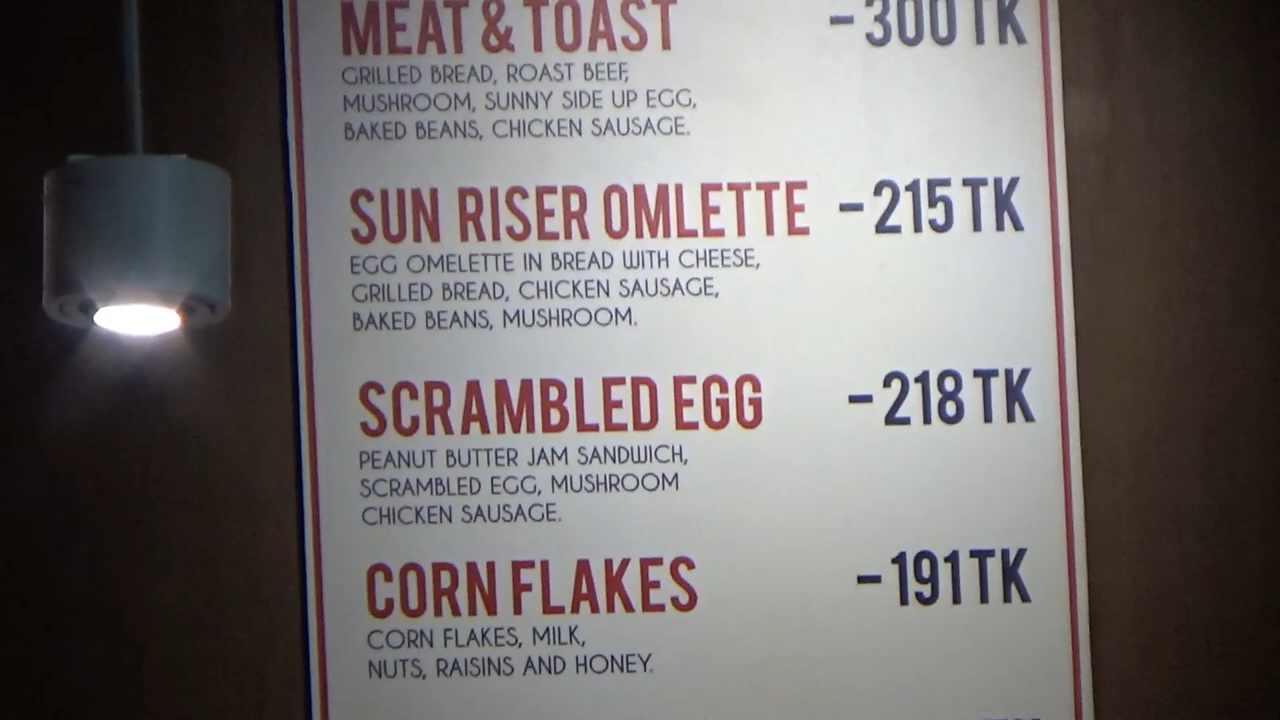 MEAT & TOAST -300 TK
GRILLED BREAD, ROAST BEEF,
MUSHROOM, SUNNY SIDE UP EGG,
BAKED BEANS, CHICKEN SAUSAGE.
SUN RISER OMLETTE -215 TK
EGG OMELETTE IN BREAD WITH CHEESE,
GRILLED BREAD, CHICKEN SAUSAGE,
BAKED BEANS, MUSHROOM.
SCRAMBLED EGG -218 TK
PEANUT BUTTER JAM SANDWICH,
SCRAMBLED EGG, MUSHROOM
CHICKEN SAUSAGE.
CORN FLAKES -191 TK
CORN FLAKES, MILK,
NUTS, RAISINS AND HONEY.